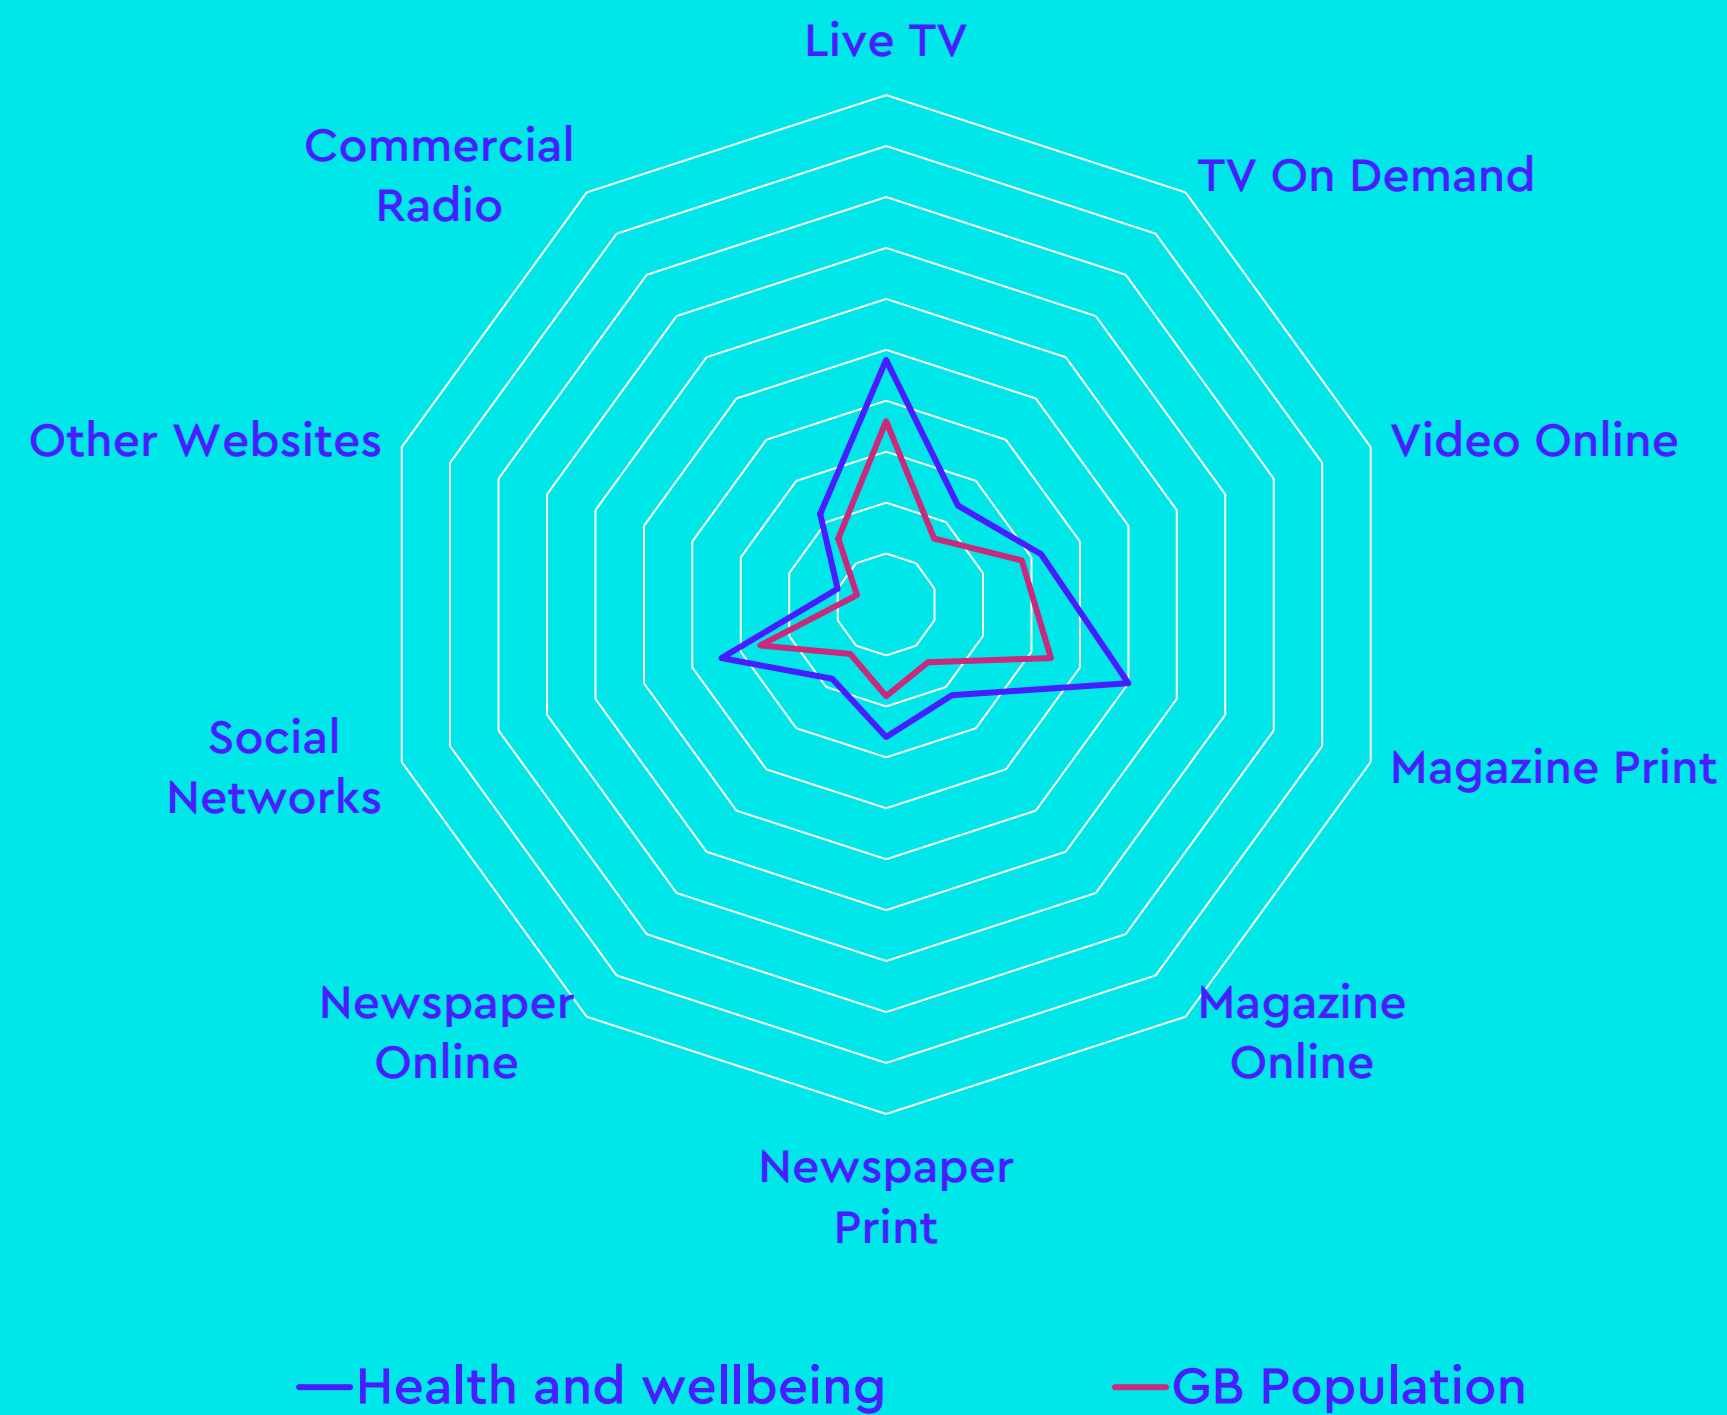 Live TV
Commercial
Radio
TV On Demand
Other Websites
Video Online
Social
Networks
Magazine Print
Newspaper
Online
Magazine
Online
Newspaper
Print
Health and wellbeing
GB Population